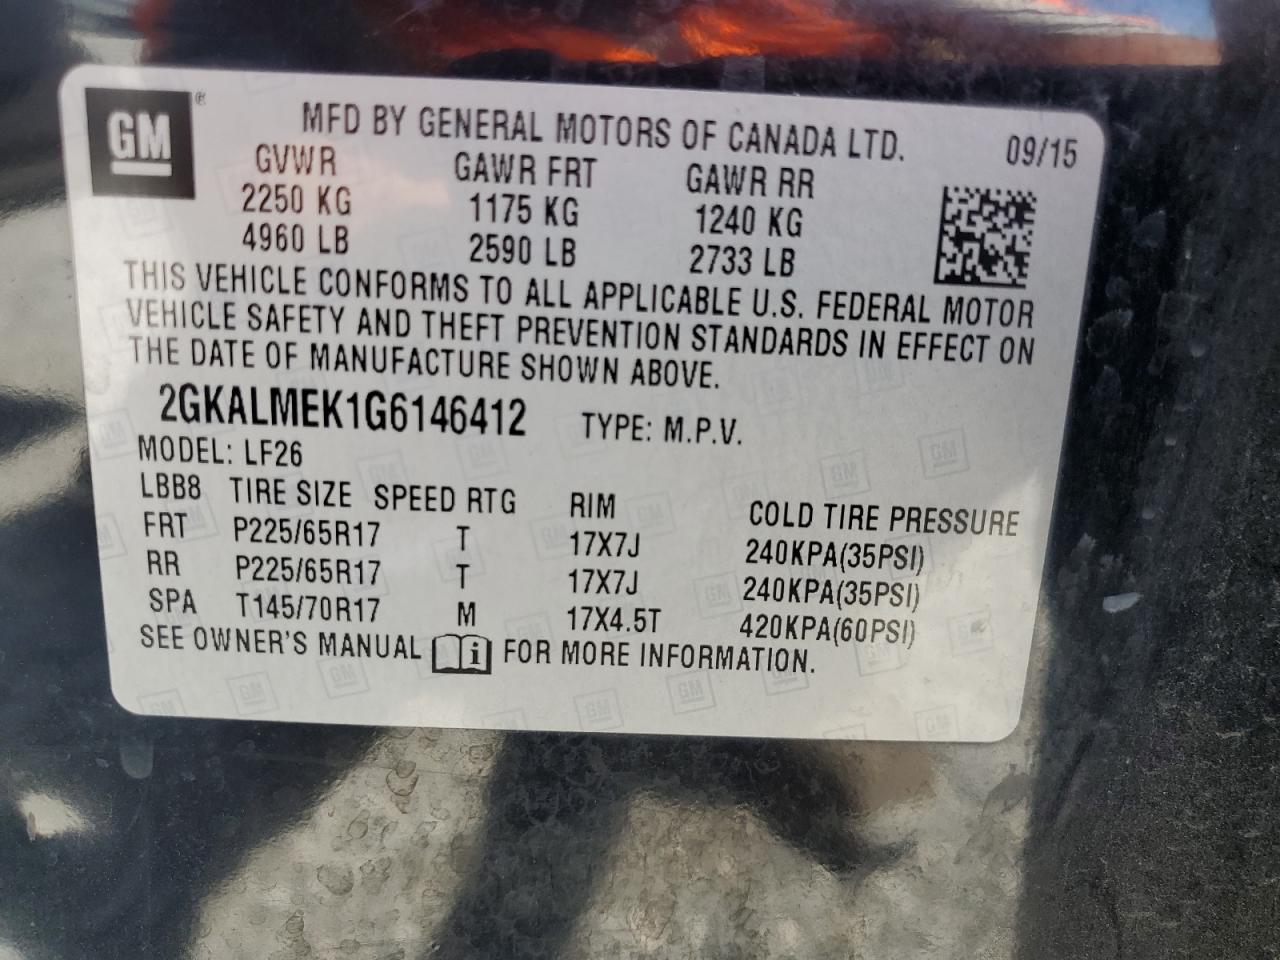 GM
MFD BY GENERAL MOTORS OF CANADA LTD. 09/15
GVWR GAWR FRT GAWR RR
2250 KG 1175 KG 1240 KG
4960 LB 2590 LB 2733 LB
THIS VEHICLE CONFORMS TO ALL APPLICABLE U.S. FEDERAL MOTOR
VEHICLE SAFETY AND THEFT PREVENTION STANDARDS IN EFFECT ON
THE DATE OF MANUFACTURE SHOWN ABOVE.
2GKALMEK1G6146412 TYPE: M.P.V.
MODEL: LF26
LBB8 TIRE SIZE SPEED RTG RIM COLD TIRE PRESSURE
FRT P225/65R17 T 17X7J 240KPA(35PSI)
RR P225/65R17 T 17X7J 240KPA(35PSI)
SPA T145/70R17 M 17X4.5T 420KPA(60PSI)
SEE OWNER'S MANUAL i FOR MORE INFORMATION.